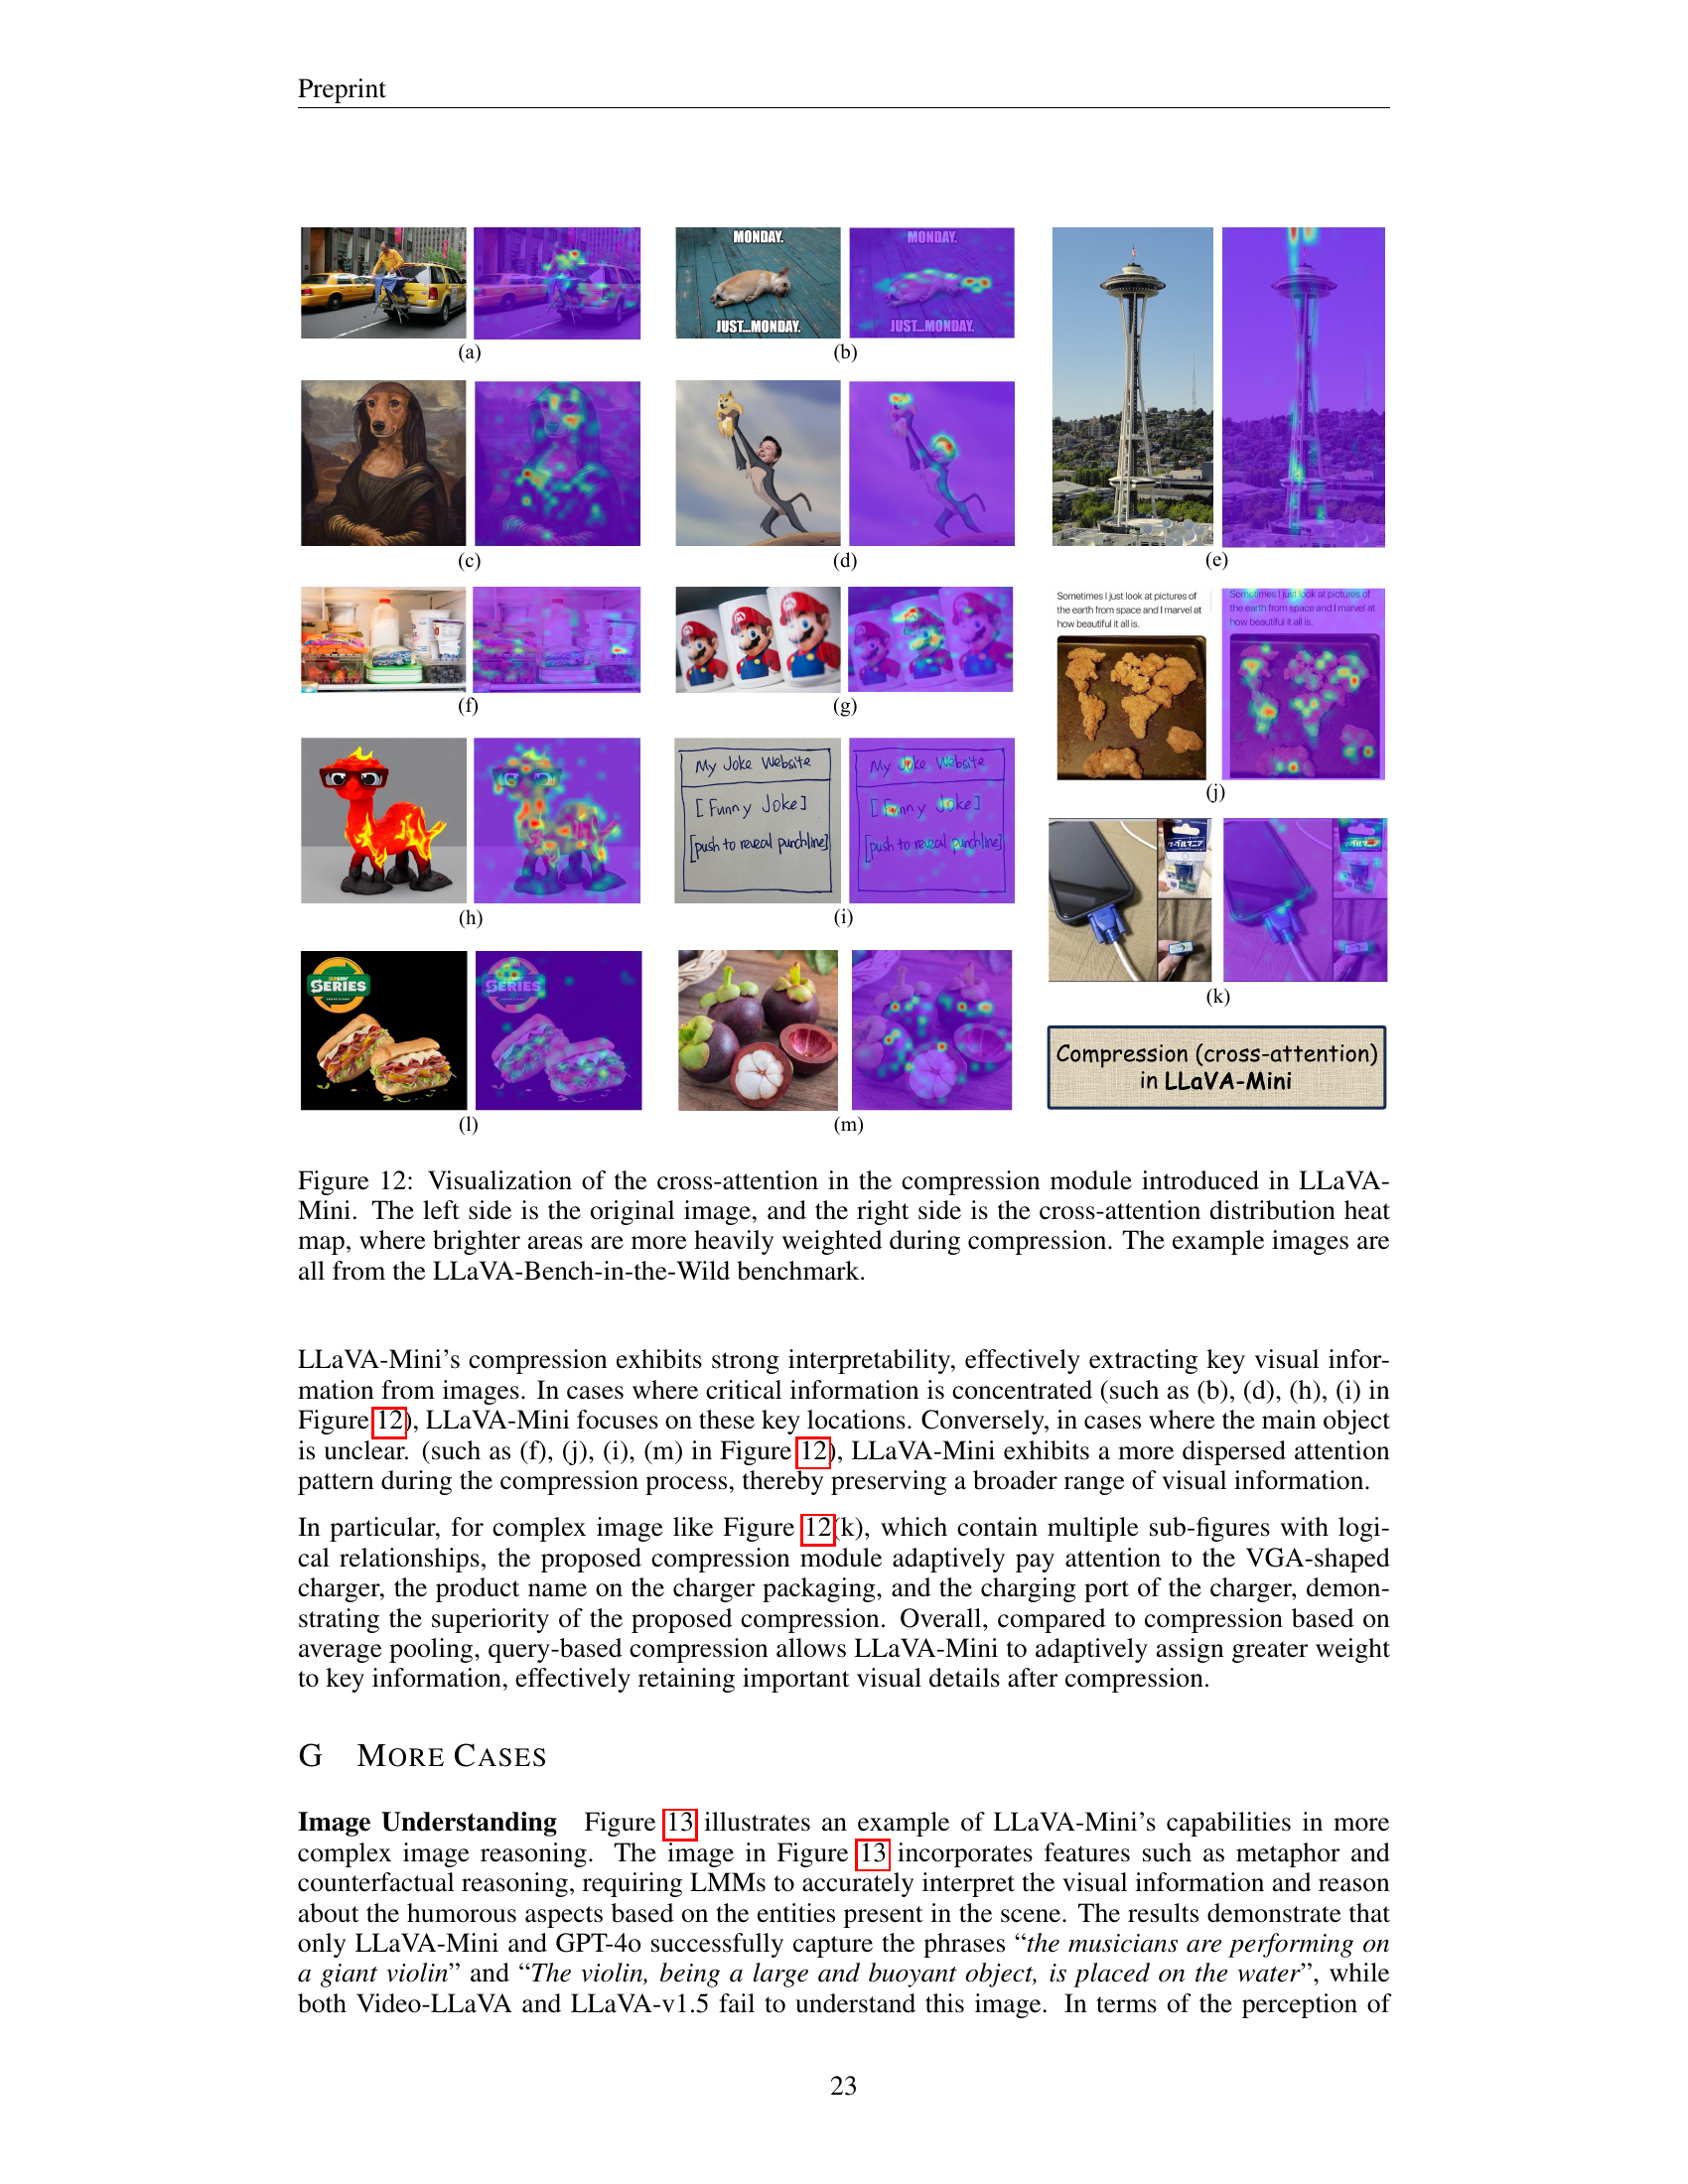 Preprint
MONDAY.
MONDAY.
JUST...MONDAY.
JUST...MONDAY.
(a)
(b)
(c)
(d)
(e)
Sometimes I just look at pictures of
the earth from space and I marvel at
how beautiful it all is.
Sometimes I just look at pictures of
the earth from space and I marvel at
how beautiful it all is.
(f)
(g)
My Joke Website
[Funny Joke]
[push to reveal punchline]
My Joke Website
[Funny Joke]
[push to reveal punchline]
(j)
(h)
(i)
SERIES
SERIES
(k)
Compression (cross-attention)
in LLaVA-Mini
(l)
(m)
Figure 12: Visualization of the cross-attention in the compression module introduced in LLaVA-
Mini. The left side is the original image, and the right side is the cross-attention distribution heat
map, where brighter areas are more heavily weighted during compression. The example images are
all from the LLaVA-Bench-in-the-Wild benchmark.
LLaVA-Mini's compression exhibits strong interpretability, effectively extracting key visual infor-
mation from images. In cases where critical information is concentrated (such as (b), (d), (h), (i) in
Figure 12), LLaVA-Mini focuses on these key locations. Conversely, in cases where the main object
is unclear. (such as (f), (j), (i), (m) in Figure 12), LLaVA-Mini exhibits a more dispersed attention
pattern during the compression process, thereby preserving a broader range of visual information.
In particular, for complex image like Figure 12(k), which contain multiple sub-figures with logi-
cal relationships, the proposed compression module adaptively pay attention to the VGA-shaped
charger, the product name on the charger packaging, and the charging port of the charger, demon-
strating the superiority of the proposed compression. Overall, compared to compression based on
average pooling, query-based compression allows LLaVA-Mini to adaptively assign greater weight
to key information, effectively retaining important visual details after compression.
G MORE CASES
Image Understanding Figure 13 illustrates an example of LLaVA-Mini's capabilities in more
complex image reasoning. The image in Figure 13 incorporates features such as metaphor and
counterfactual reasoning, requiring LMMs to accurately interpret the visual information and reason
about the humorous aspects based on the entities present in the scene. The results demonstrate that
only LLaVA-Mini and GPT-4o successfully capture the phrases “the musicians are performing on
a giant violin” and “The violin, being a large and buoyant object, is placed on the water”, while
both Video-LLaVA and LLaVA-v1.5 fail to understand this image. In terms of the perception of
23